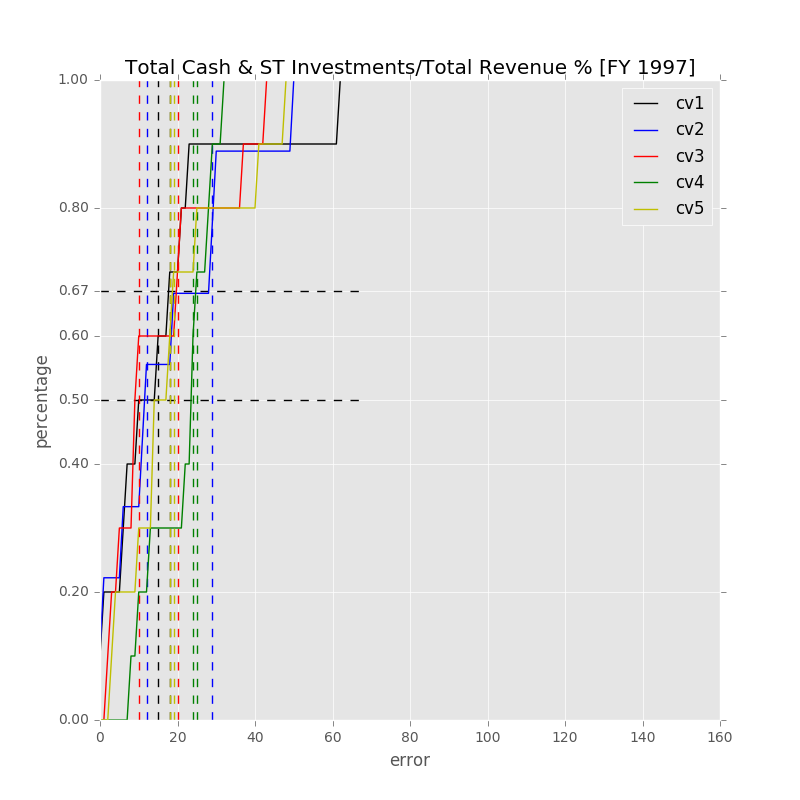 Total Cash & ST Investments/Total Revenue % [FY 1997]
1.00
0.80
0.67
0.60
0.50
0.40
0.20
0.00
percentage
cv1
cv2
cv3
cv4
cv5
0 20 40 60 80 100 120 140 160
error